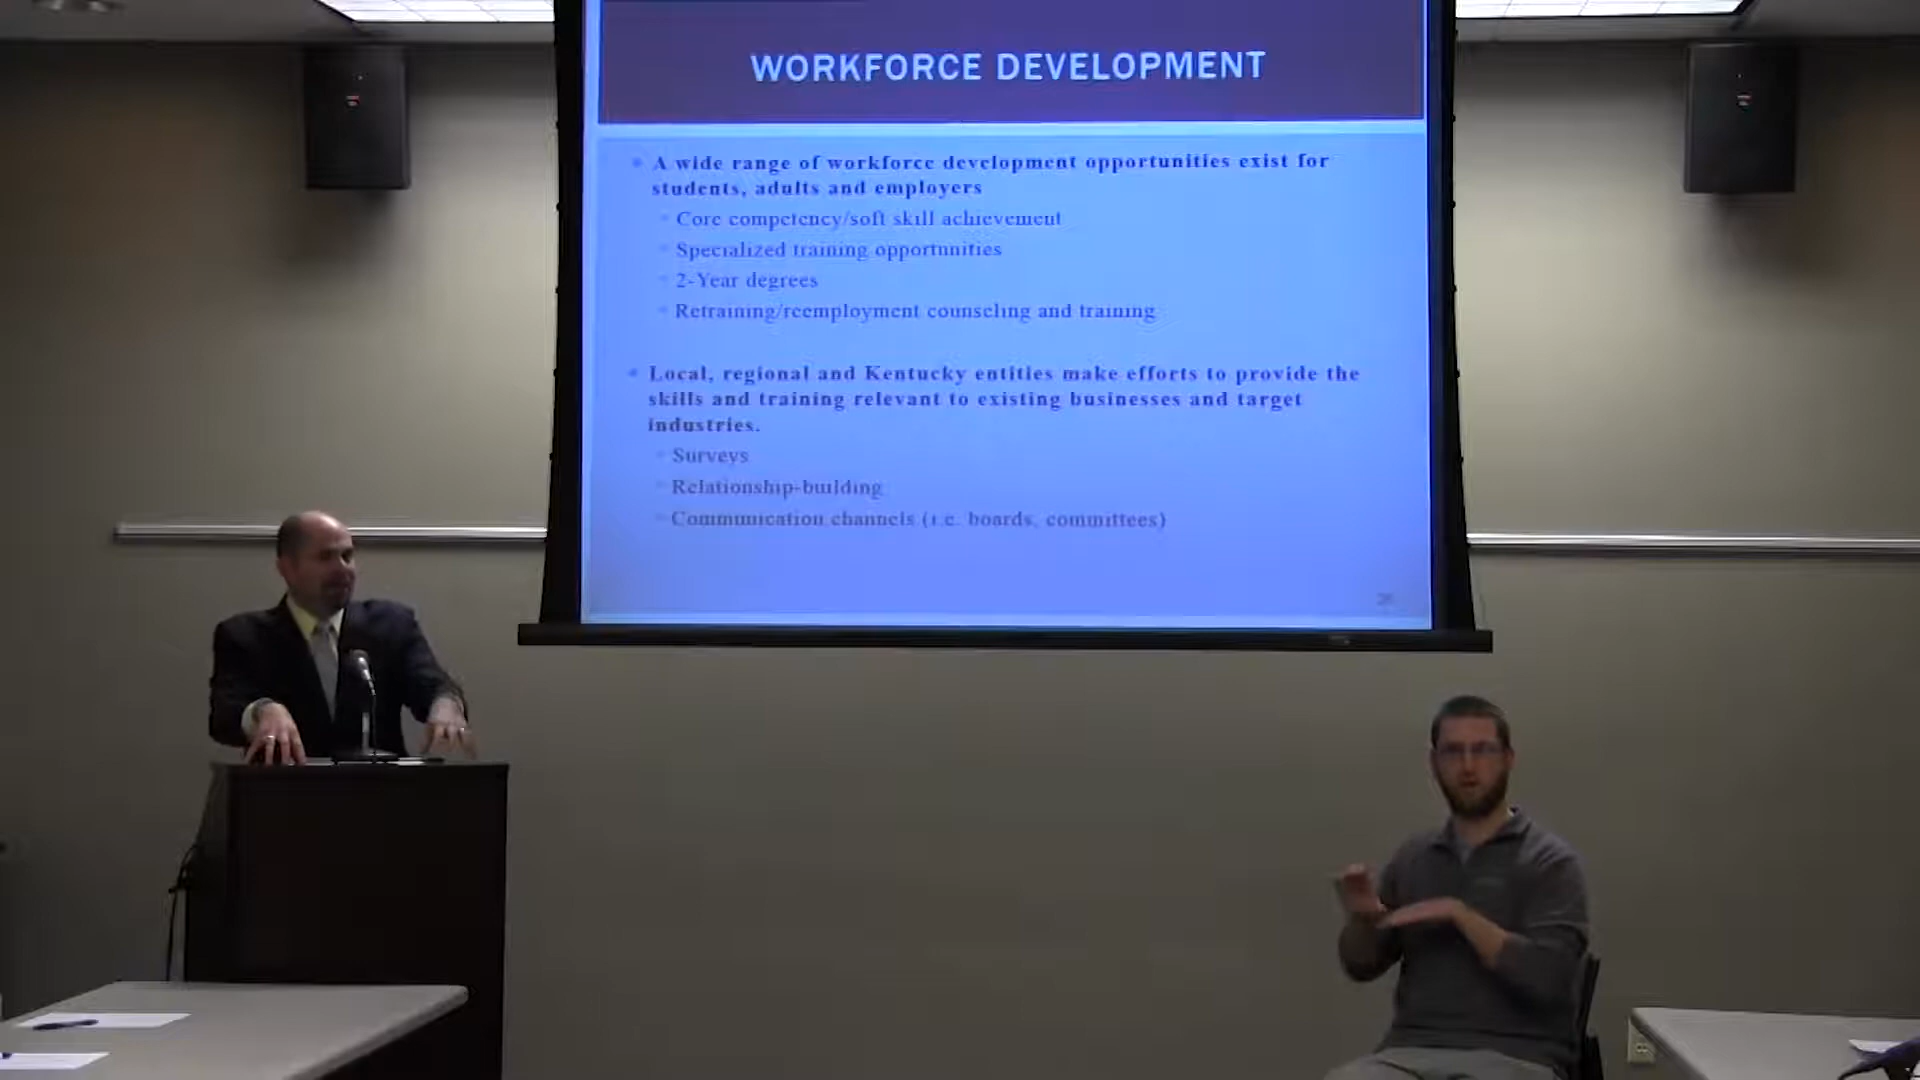 WORKFORCE DEVELOPMENT
A wide range of workforce development opportunities exist for
students, adults and employers
Core competency/soft skill achievement
Specialized training opportunities
2-Year degrees
Retraining/reemployment counseling and training
Local, regional and Kentucky entities make efforts to provide the
skills and training relevant to existing businesses and target
industries.
Surveys
Relationship-building
Communication channels (i.e. boards, committees)